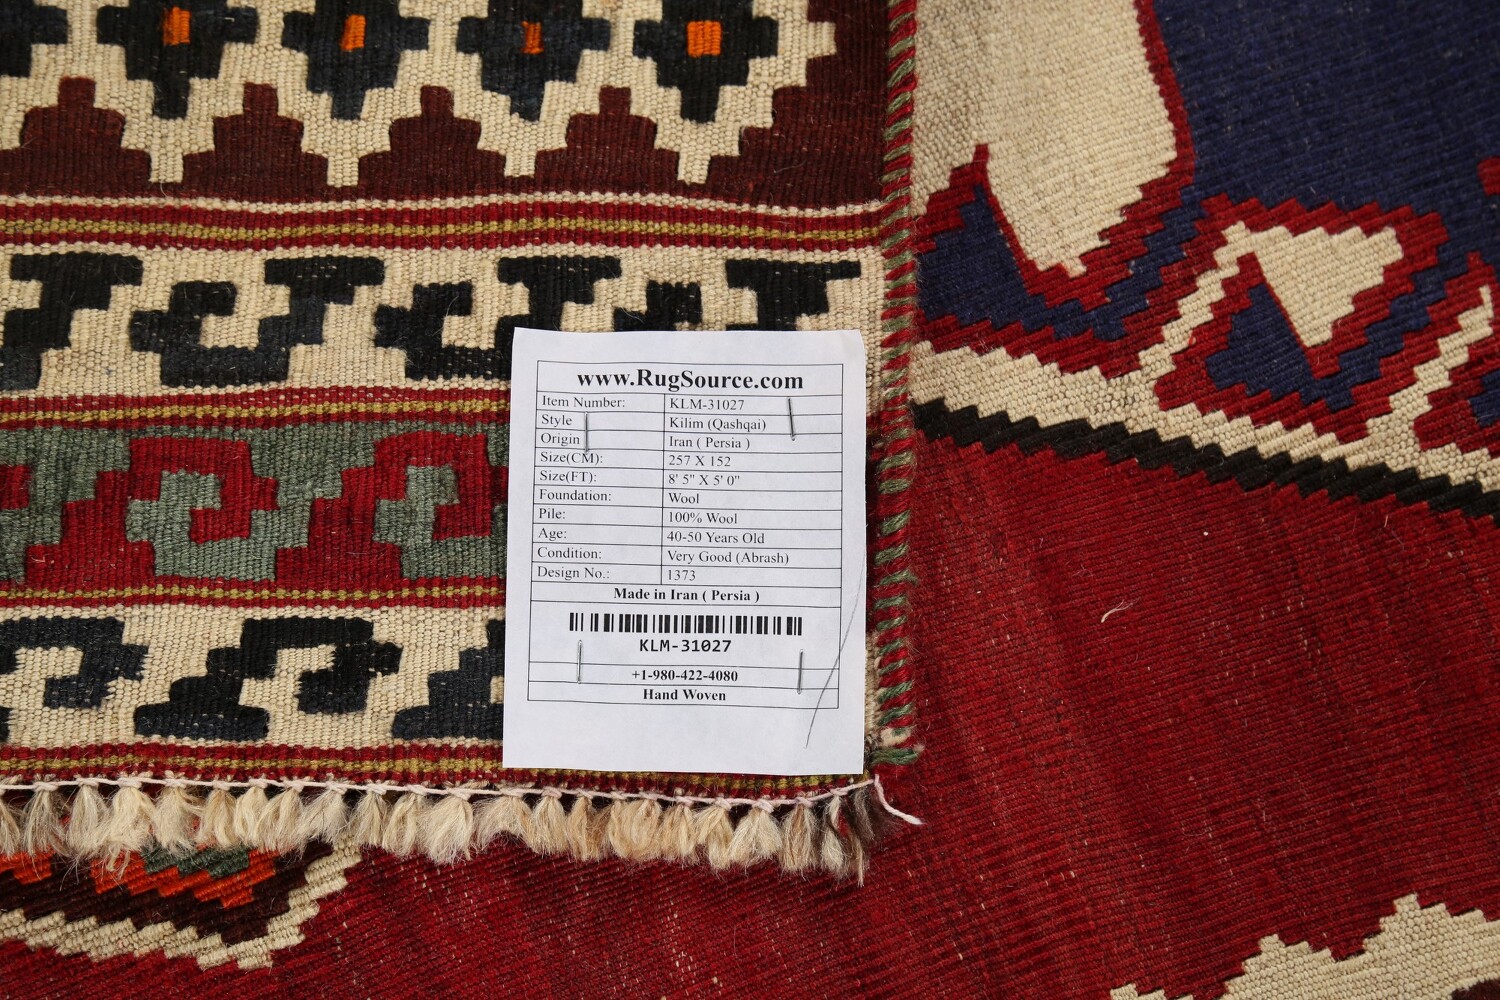 www.RugSource.com
Item Number: KLM-31027
Style Kilim (Qashqai)
Origin Iran ( Persia )
Size(CM): 257 X 152
Size(FT): 8' 5" X 5' 0"
Foundation: Wool
Pile: 100% Wool
Age: 40-50 Years Old
Condition: Very Good (Abrash)
Design No.: 1373
Made in Iran ( Persia )
KLM-31027
+1-980-422-4080
Hand Woven